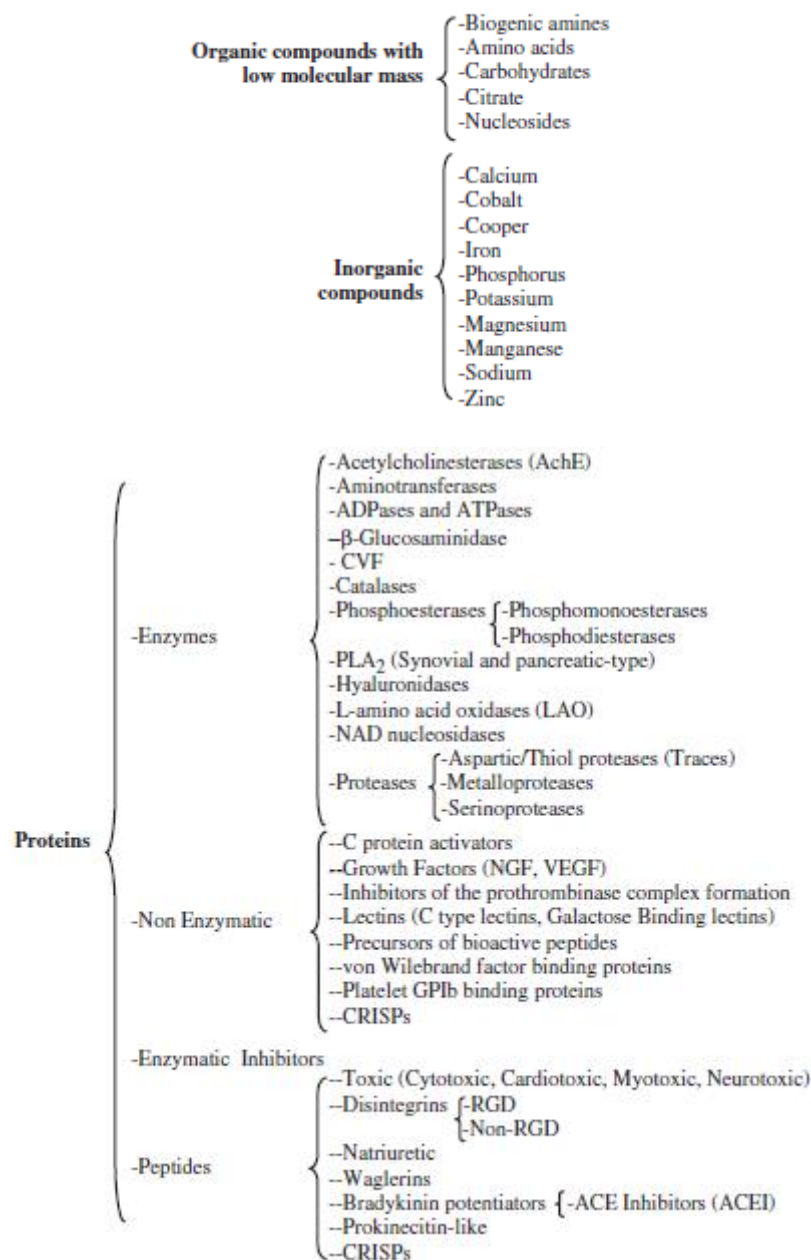 Organic compounds with
low molecular mass
-Biogenic amines
-Amino acids
-Carbohydrates
-Citrate
-Nucleosides
Inorganic
compounds
-Calcium
-Cobalt
-Cooper
-Iron
-Phosphorus
-Potassium
-Magnesium
-Manganese
-Sodium
-Zinc
Proteins
-Enzymes
-Acetylcholinesterases (AchE)
-Aminotransferases
-ADPases and ATPases
–β-Glucosaminidase
- CVF
-Catalases
-Phosphoesterases
-Phosphomonoesterases
-Phosphodiesterases
-PLA2 (Synovial and pancreatic-type)
-Hyaluronidases
-L-amino acid oxidases (LAO)
-NAD nucleosidases
-Proteases
-Aspartic/Thiol proteases (Traces)
-Metalloproteases
-Serinoproteases
-Non Enzymatic
--C protein activators
--Growth Factors (NGF, VEGF)
--Inhibitors of the prothrombinase complex formation
--Lectins (C type lectins, Galactose Binding lectins)
--Precursors of bioactive peptides
--von Wilebrand factor binding proteins
--Platelet GPIb binding proteins
--CRISPs
-Enzymatic Inhibitors
-Peptides
--Toxic (Cytotoxic, Cardiotoxic, Myotoxic, Neurotoxic)
--Disintegrins
-RGD
-Non-RGD
--Natriuretic
--Waglerins
--Bradykinin potentiators
-ACE Inhibitors (ACEI)
--Prokinecitin-like
--CRISPs